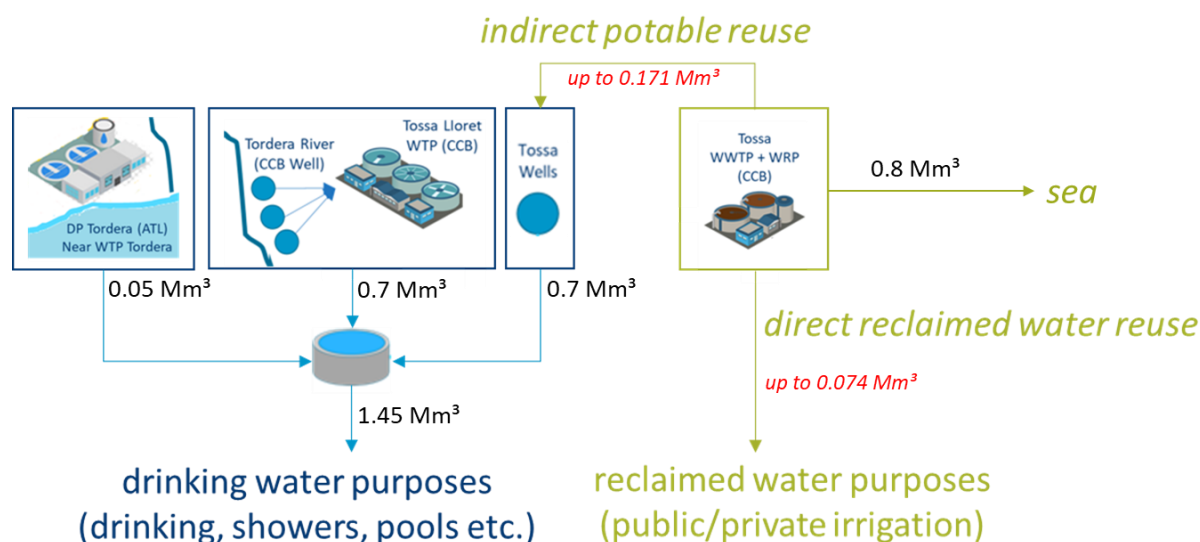 indirect potable reuse
up to 0.171 Mm³
Tordera River
(CCB Well)
Tossa Lloret
WTP (CCB)
Tossa
Wells
Tossa
WWTP + WRP
(CCB)
0.8 Mm³
sea
DP Tordera (ATL)
Near WTP Tordera
0.05 Mm³
0.7 Mm³
0.7 Mm³
direct reclaimed water reuse
up to 0.074 Mm³
1.45 Mm³
drinking water purposes
(drinking, showers, pools etc.)
reclaimed water purposes
(public/private irrigation)